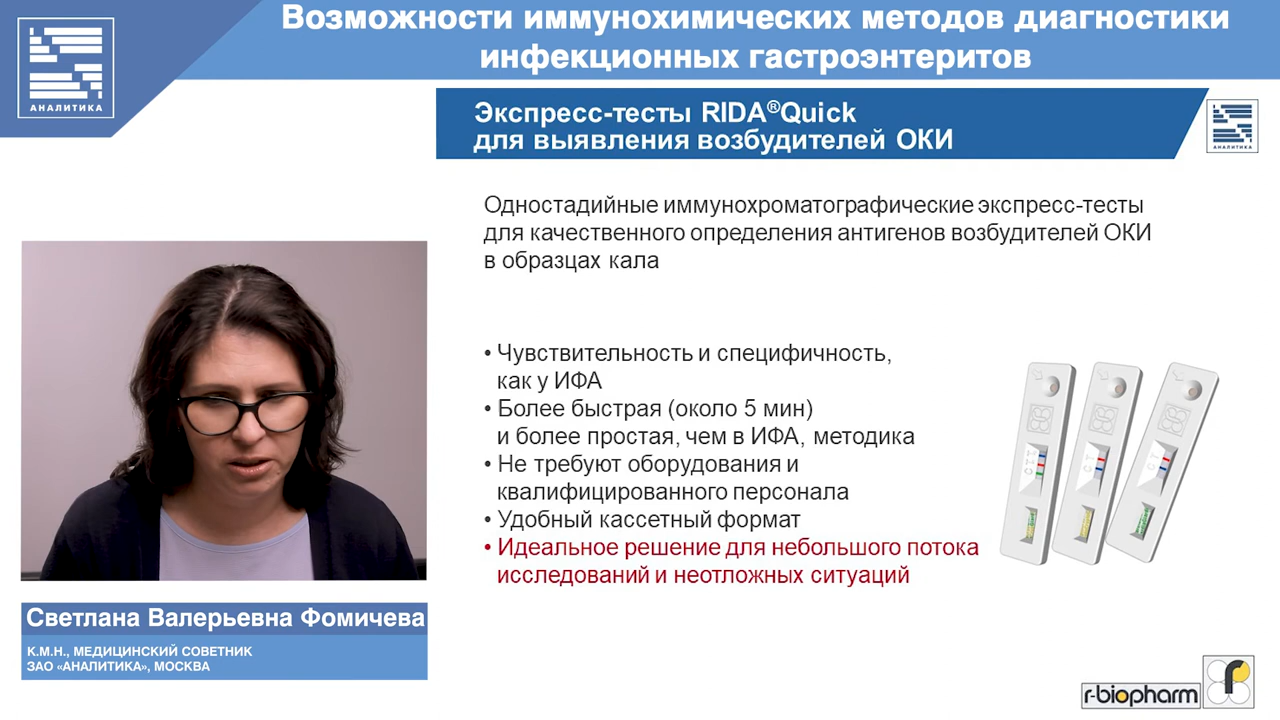 Возможности иммунохимических методов диагностики
инфекционных гастроэнтеритов
АНАЛИТИКА
Экспресс-тесты RIDA®Quick
для выявления возбудителей ОКИ
АНАЛИТИКА
Одностадийные иммунохроматографические экспресс-тесты
для качественного определения антигенов возбудителей ОКИ
в образцах кала
• Чувствительность и специфичность,
как у ИФА
• Более быстрая (около 5 мин)
и более простая, чем в ИФА, методика
• Не требуют оборудования и
квалифицированного персонала
• Удобный кассетный формат
• Идеальное решение для небольшого потока
исследований и неотложных ситуаций
C T
C T
Светлана Валерьевна Фомичева
К.М.Н., МЕДИЦИНСКИЙ СОВЕТНИК
ЗАО «АНАЛИТИКА», МОСКВА
r-biopharm
r